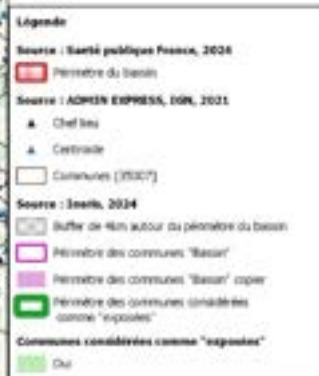 Légende
Source : Santé publique France, 2024
Périmètre du bassin
Source : ADMIN EXPRESS, IGN, 2021
Chef lieu
Centroïde
Communes [35007]
Source : Ineris, 2024
Buffer de 4km autour du périmètre du bassin
Périmètre des communes "Bassin"
Périmètre des communes "Bassin" copier
Périmètre des communes considérées
comme "exposées"
Communes considérées comme "exposées"
Oui